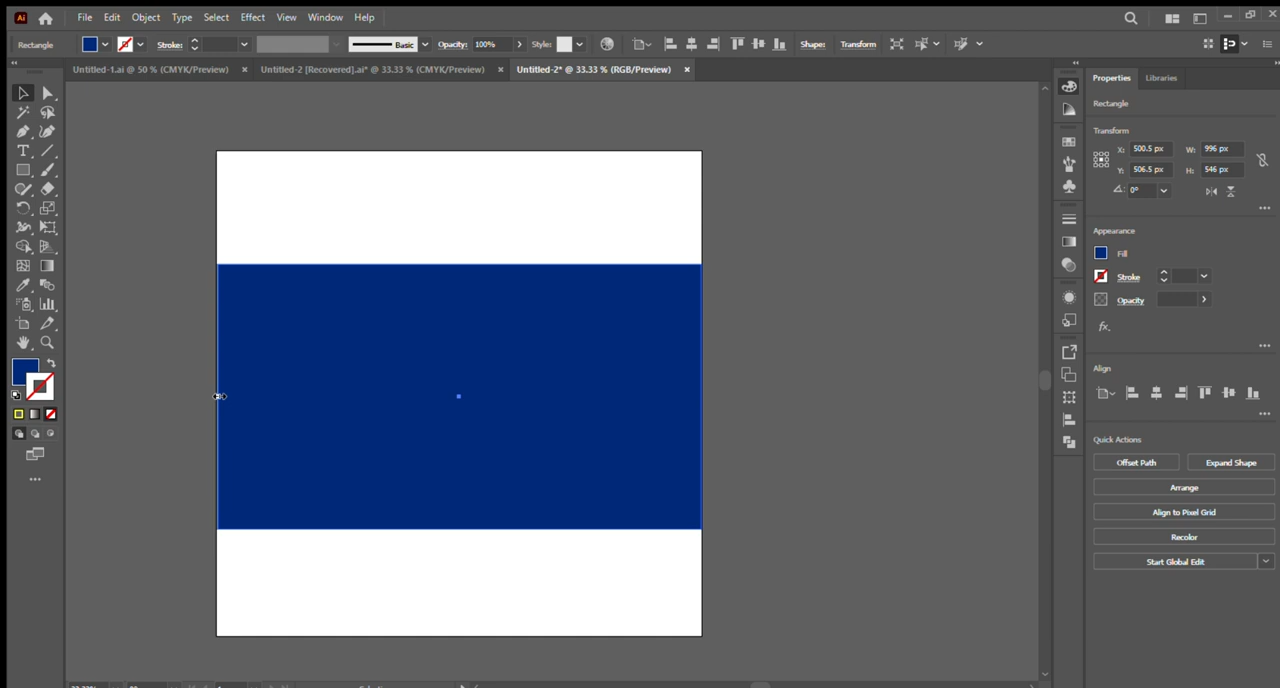 Ai File Edit Object Type Select Effect View Window Help
Rectangle Stroke: Basic Opacity: 100% Style: Shape: Transform
Untitled-1.ai @ 50 % (CMYK/Preview) × Untitled-2 [Recovered].ai* @ 33.33 % (CMYK/Preview) × Untitled-2* @ 33.33 % (RGB/Preview) ×
Properties Libraries
Rectangle
Transform
X: 500.5 px W: 996 px
Y: 506.5 px H: 546 px
0°
Appearance
Fill
Stroke
Opacity
fx.
Align
Quick Actions
Offset Path Expand Shape
Arrange
Align to Pixel Grid
Recolor
Start Global Edit